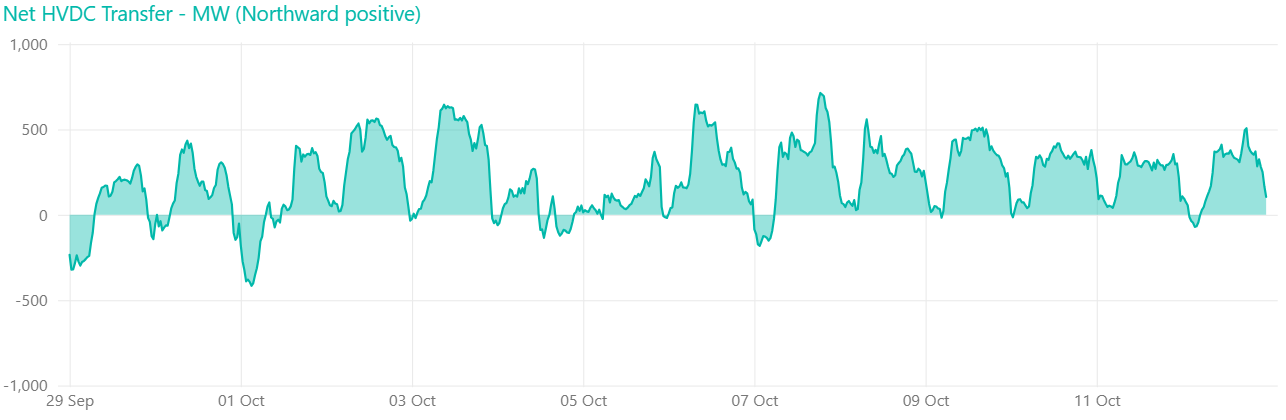 Net HVDC Transfer - MW (Northward positive)
1,000
500
0
-500
-1,000
29 Sep 01 Oct 03 Oct 05 Oct 07 Oct 09 Oct 11 Oct